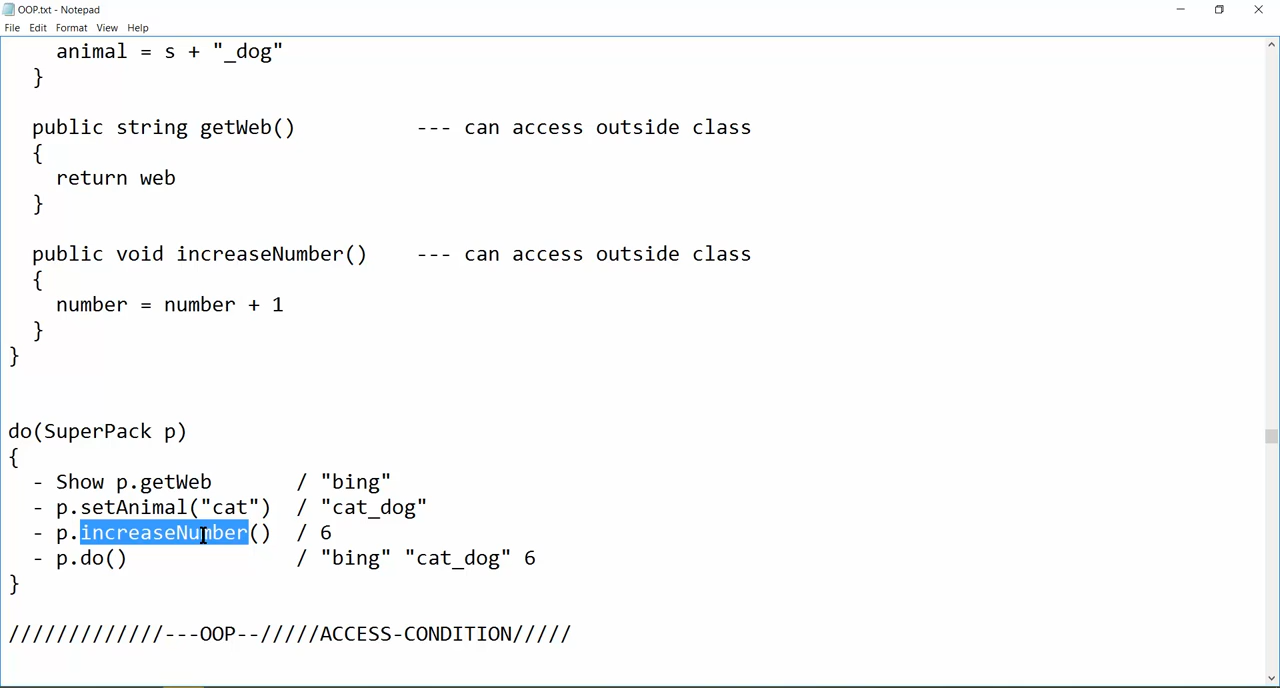 OOP.txt - Notepad
File Edit Format View Help
animal = s + "_dog"
}
public string getWeb() --- can access outside class
{
return web
}
public void increaseNumber() --- can access outside class
{
number = number + 1
}
}
do(SuperPack p)
{
- Show p.getWeb / "bing"
- p.setAnimal("cat") / "cat_dog"
- p.increaseNumber() / 6
- p.do() / "bing" "cat_dog" 6
}
/////////////---OOP--/////ACCESS-CONDITION/////